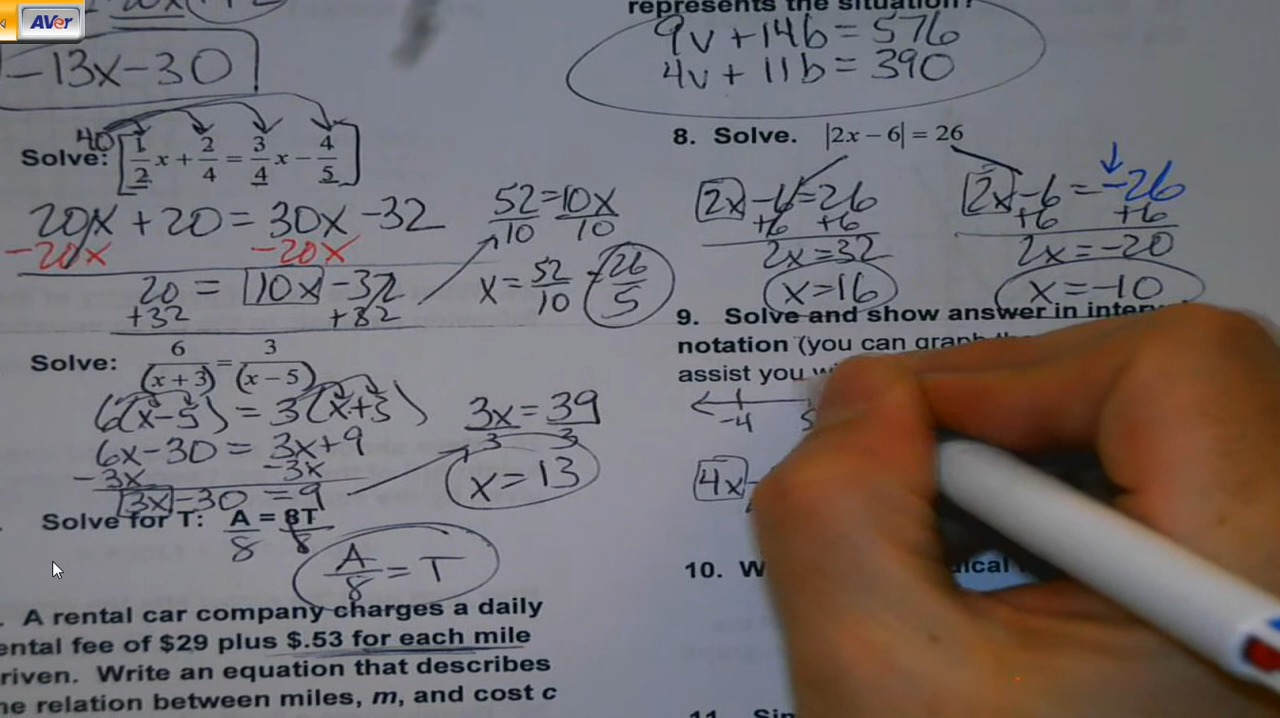 AVer
-13x-30
40
Solve: [1/2 x + 2/4 = 3/4 x - 4/5]
20x + 20 = 30x - 32
-20x -20x
20 = 10x - 32
+32 +32
52 = 10x
10 10
x = 52/10 = 26/5
Solve: 6/(x + 3) = 3/(x - 5)
6(x-5) = 3(x+3)
6x-30 = 3x+9
-3x -3x
3x-30 = 9
3x = 39
3 3
x = 13
Solve for T: A = 8T
8 8
A/8 = T
A rental car company charges a daily
ental fee of $29 plus $.53 for each mile
riven. Write an equation that describes
he relation between miles, m, and cost c
represents the situation?
9v + 14b = 576
4v + 11b = 390
8. Solve. |2x - 6| = 26
2x - 6 = 26
+6 +6
2x = 32
x = 16
2x - 6 = -26
+6 +6
2x = -20
x = -10
9. Solve and show answer in inter
notation (you can graph
assist you
-4
4x
10. W
11. Sin